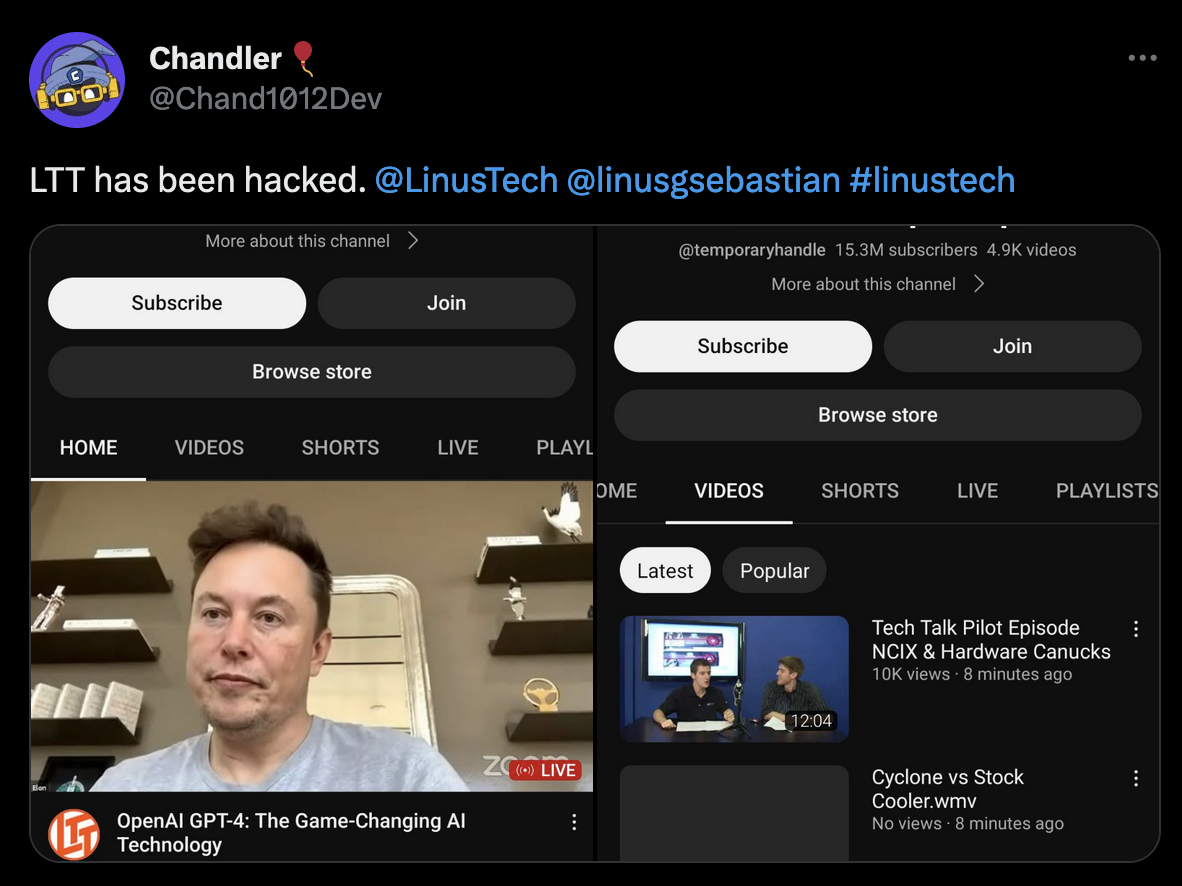 Chandler🎈
@Chand1012Dev
LTT has been hacked. @LinusTech @linusgsebastian #linustech
More about this channel
Subscribe
Join
Browse store
HOME
VIDEOS
SHORTS
LIVE
PLAYL
zoom
LIVE
Elon
LTT
OpenAI GPT-4: The Game-Changing AI
Technology
@temporaryhandle 15.3M subscribers 4.9K videos
More about this channel
Subscribe
Join
Browse store
OME
VIDEOS
SHORTS
LIVE
PLAYLISTS
Latest
Popular
12:04
Tech Talk Pilot Episode
NCIX & Hardware Canucks
10K views · 8 minutes ago
Cyclone vs Stock
Cooler.wmv
No views · 8 minutes ago